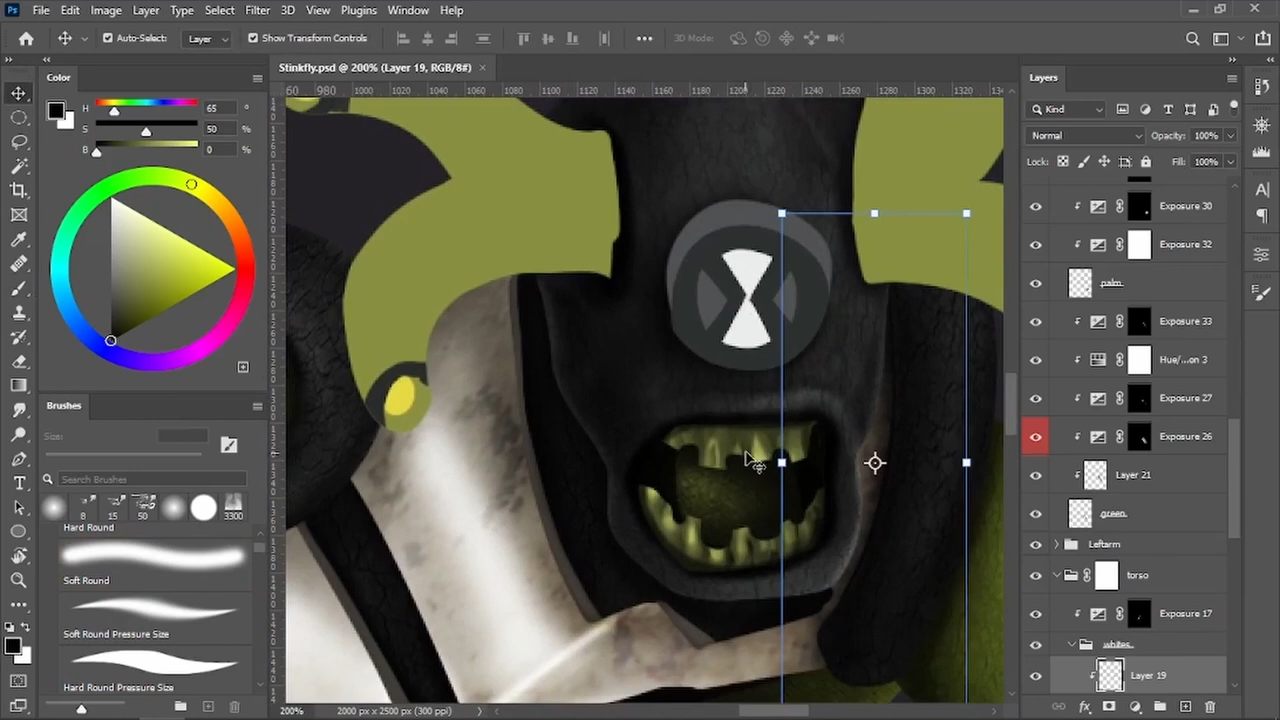 Ps File Edit Image Layer Type Select Filter 3D View Plugins Window Help
Auto-Select: Layer Show Transform Controls 3D Mode:
Color
H 65 °
S 50 %
B 0 %
Brushes
Size:
Search Brushes
8 15 50 3300
Hard Round
Soft Round
Soft Round Pressure Size
Hard Round Pressure Size
Stinkfly.psd @ 200% (Layer 19, RGB/8#)
60 980 1000 1020 1040 1060 1080 1100 1120 1140 1160 1180 1200 1220 1240 1260 1280 1300 1320
200% 2000 px x 2500 px (300 ppi)
Layers
Kind
Normal Opacity: 100%
Lock: Fill: 100%
Exposure 30
Exposure 32
palm
Exposure 33
Hue/...on 3
Exposure 27
Exposure 26
Layer 21
green
Leftarm
torso
Exposure 17
whites
Layer 19
fx